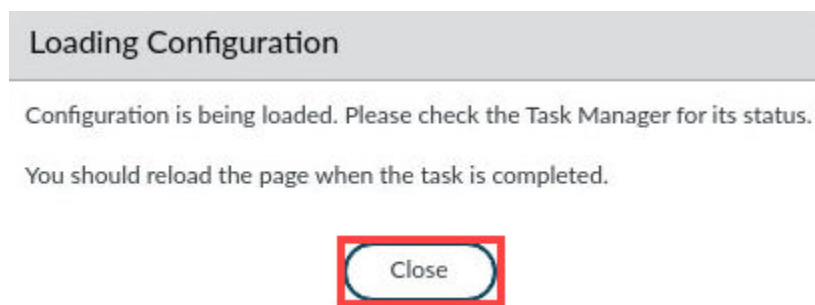 Loading Configuration
Configuration is being loaded. Please check the Task Manager for its status.
You should reload the page when the task is completed.
Close